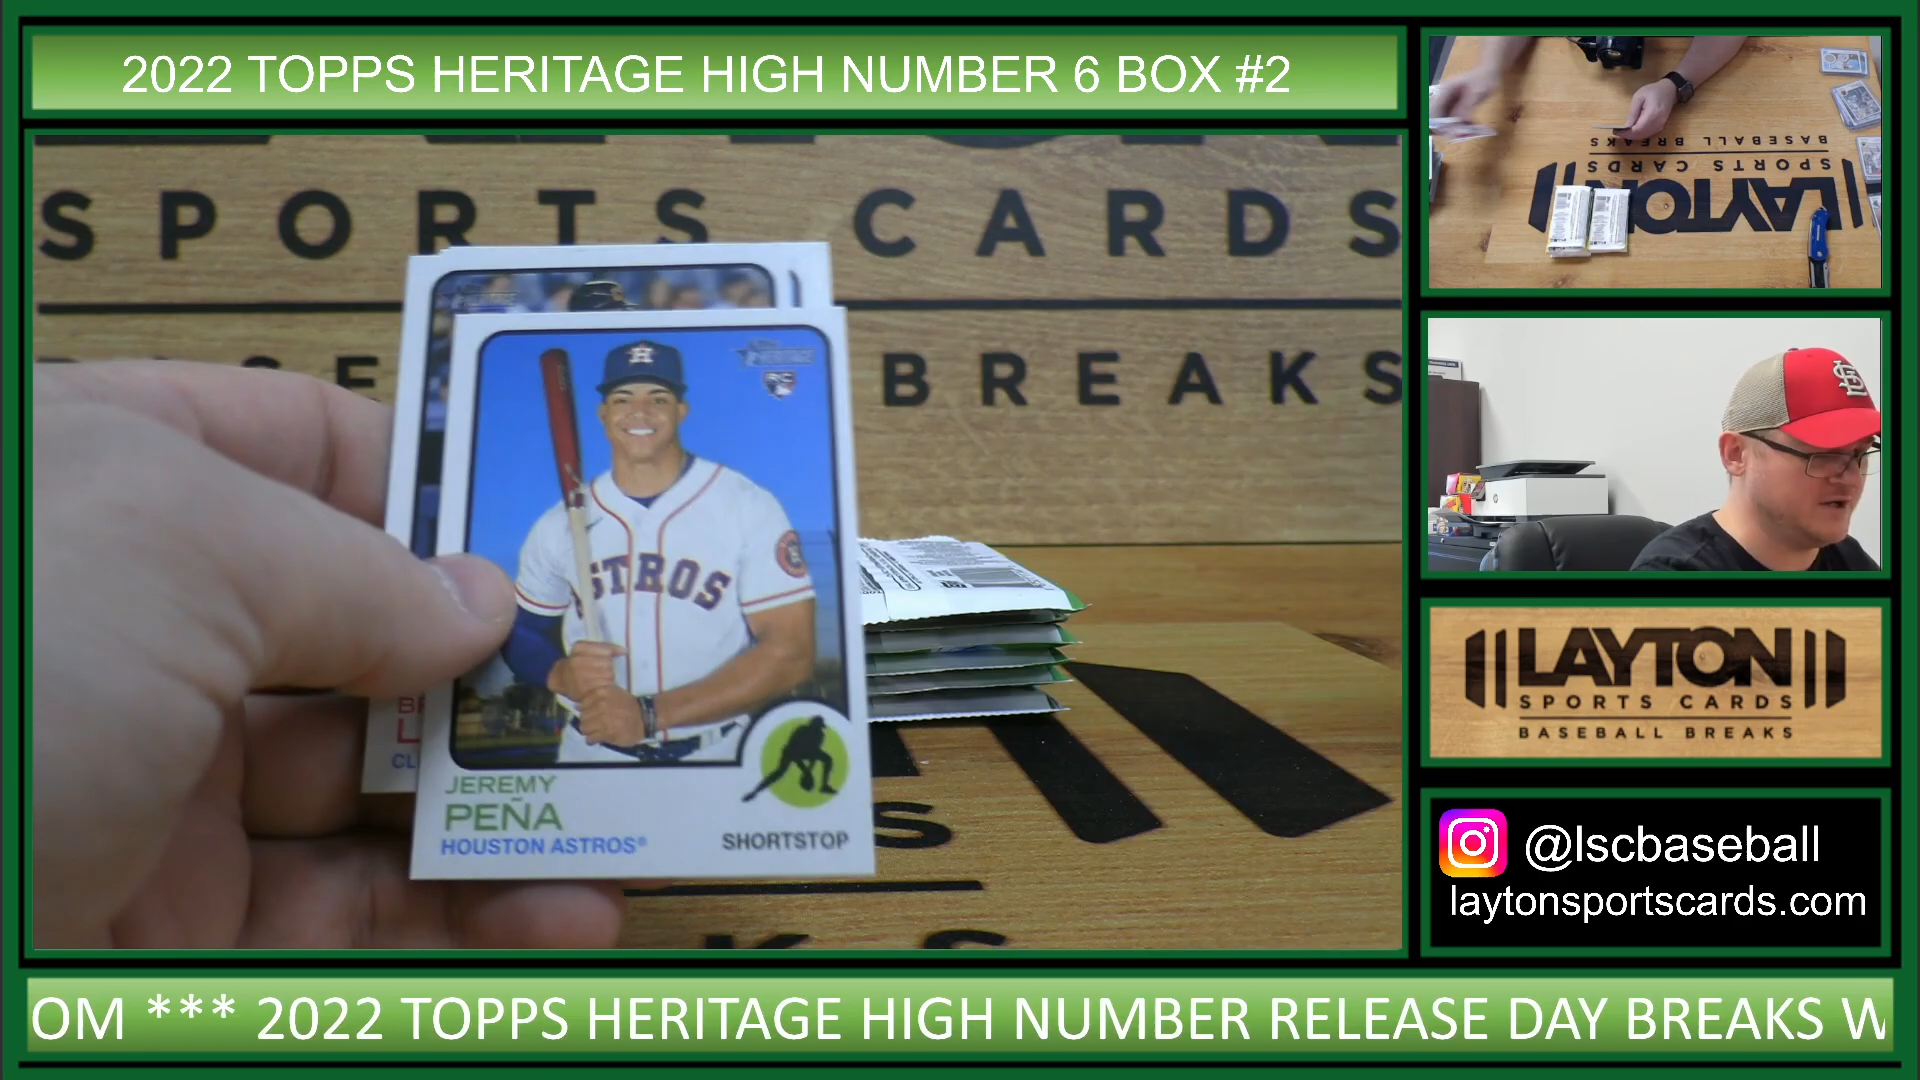 2022 TOPPS HERITAGE HIGH NUMBER 6 BOX #2
SPORTS CARDS
BREAKS
HERITAGE
RC
ASTROS
JEREMY
PEÑA
HOUSTON ASTROS®
SHORTSTOP
BASEBALL BREAKS
SPORTS CARDS
LAYTON
LAYTON
SPORTS CARDS
BASEBALL BREAKS
@lscbaseball
laytonsportscards.com
OM *** 2022 TOPPS HERITAGE HIGH NUMBER RELEASE DAY BREAKS W